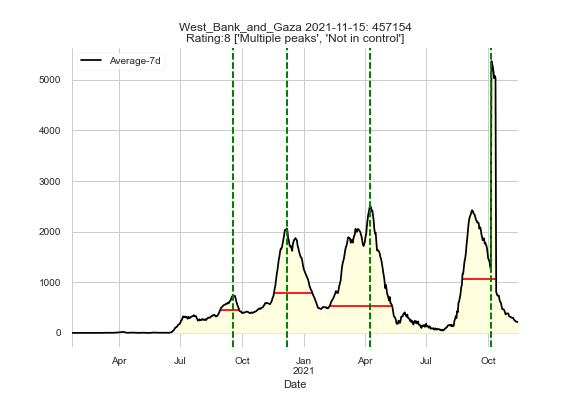 West_Bank_and_Gaza 2021-11-15: 457154
Rating:8 ['Multiple peaks', 'Not in control']
Average-7d
5000
4000
3000
2000
1000
0
Apr Jul Oct Jan Apr Jul Oct
2021
Date